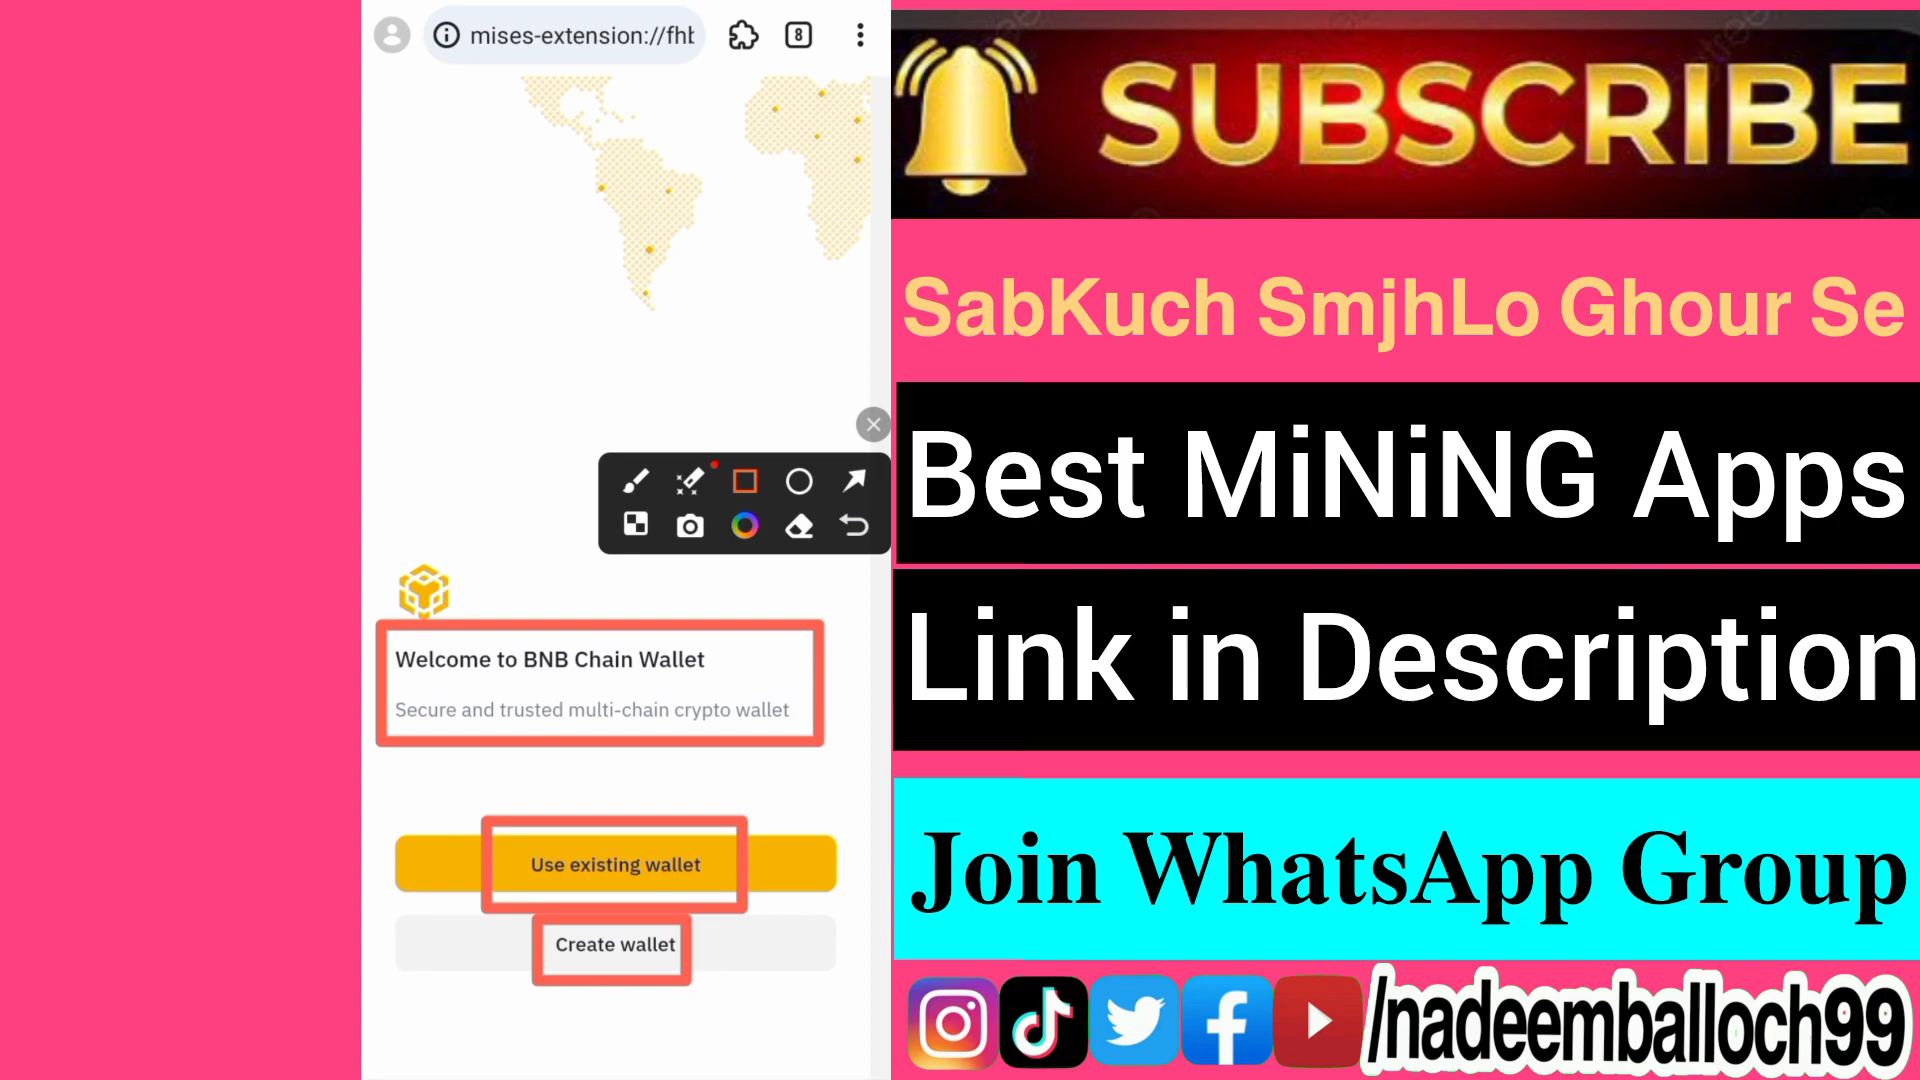 mises-extension://fhb
8
Welcome to BNB Chain Wallet
Secure and trusted multi-chain crypto wallet
Use existing wallet
Create wallet
SUBSCRIBE
SabKuch SmjhLo Ghour Se
Best MiNiNG Apps
Link in Description
Join WhatsApp Group
/nadeemballoch99